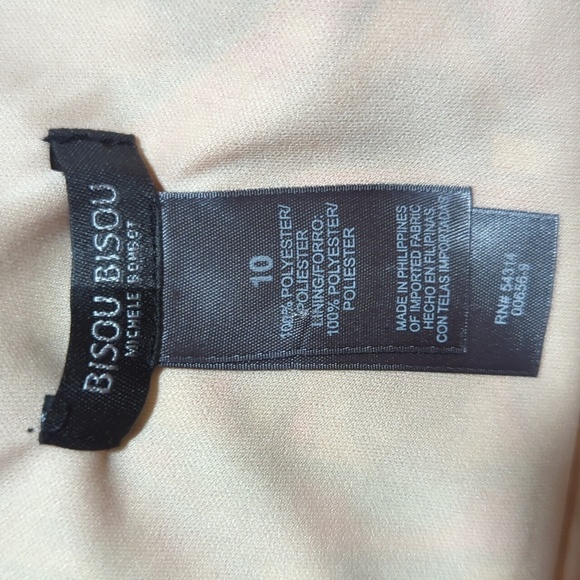 BISOU BISOU
MICHELE BOHBOT
10
100% POLYESTER/
POLIESTER
LINING/FORRO:
100% POLYESTER/
POLIESTER
MADE IN PHILIPPINES
OF IMPORTED FABRIC
HECHO EN FILIPINAS
CON TELAS IMPORTADAS
RN# 54314
00656-9